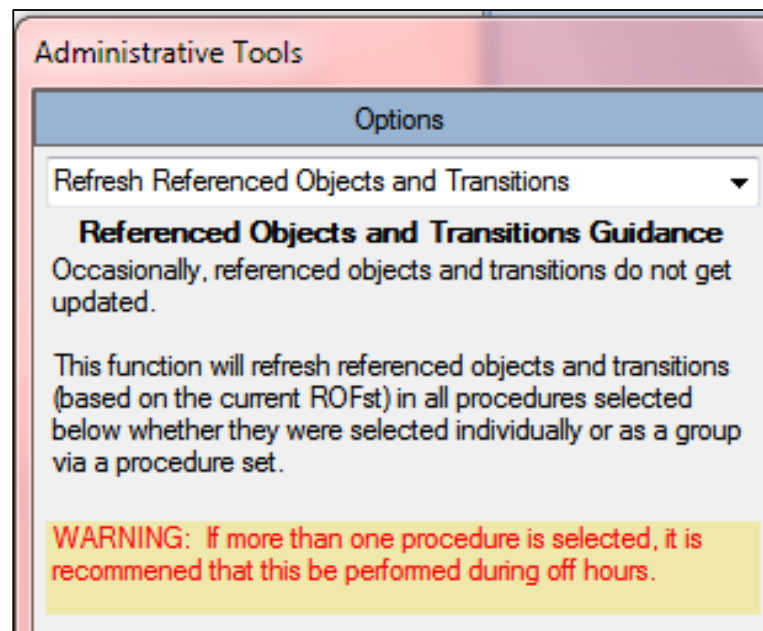 Administrative Tools
Options
Refresh Referenced Objects and Transitions
Referenced Objects and Transitions Guidance
Occasionally, referenced objects and transitions do not get
updated.
This function will refresh referenced objects and transitions
(based on the current ROFst) in all procedures selected
below whether they were selected individually or as a group
via a procedure set.
WARNING:  If more than one procedure is selected, it is
recommened that this be performed during off hours.